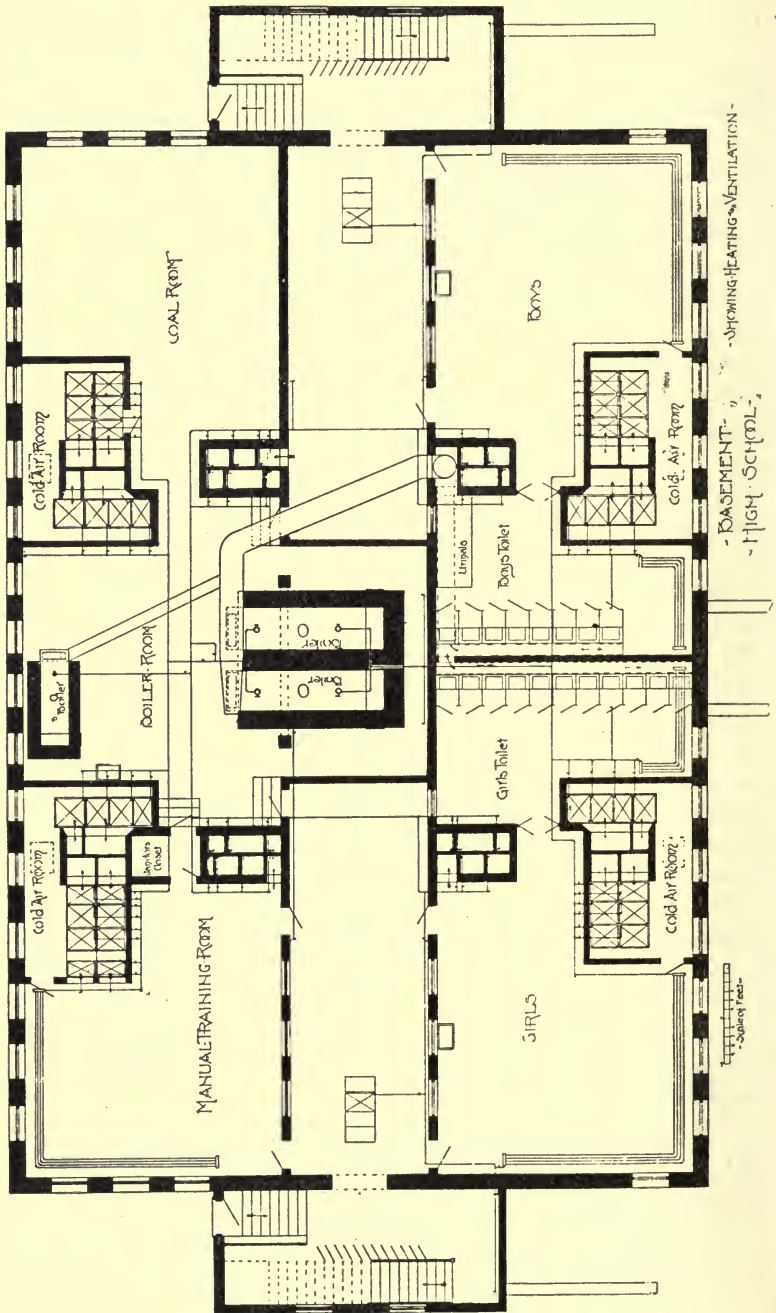 COAL ROOM
Cold Air Room
BOILER-ROOM
Boiler
Boiler
Boiler
Cold Air Room
Janitors
Closet
MANUAL-TRAINING-ROOM
BOYS
Cold Air Room
Urinals
Boys Toilet
Girls Toilet
Cold Air Room
GIRLS
-BASEMENT-
-HIGH SCHOOL-
-SHOWING-HEATING & VENTILATION-
-Scale of Feet-